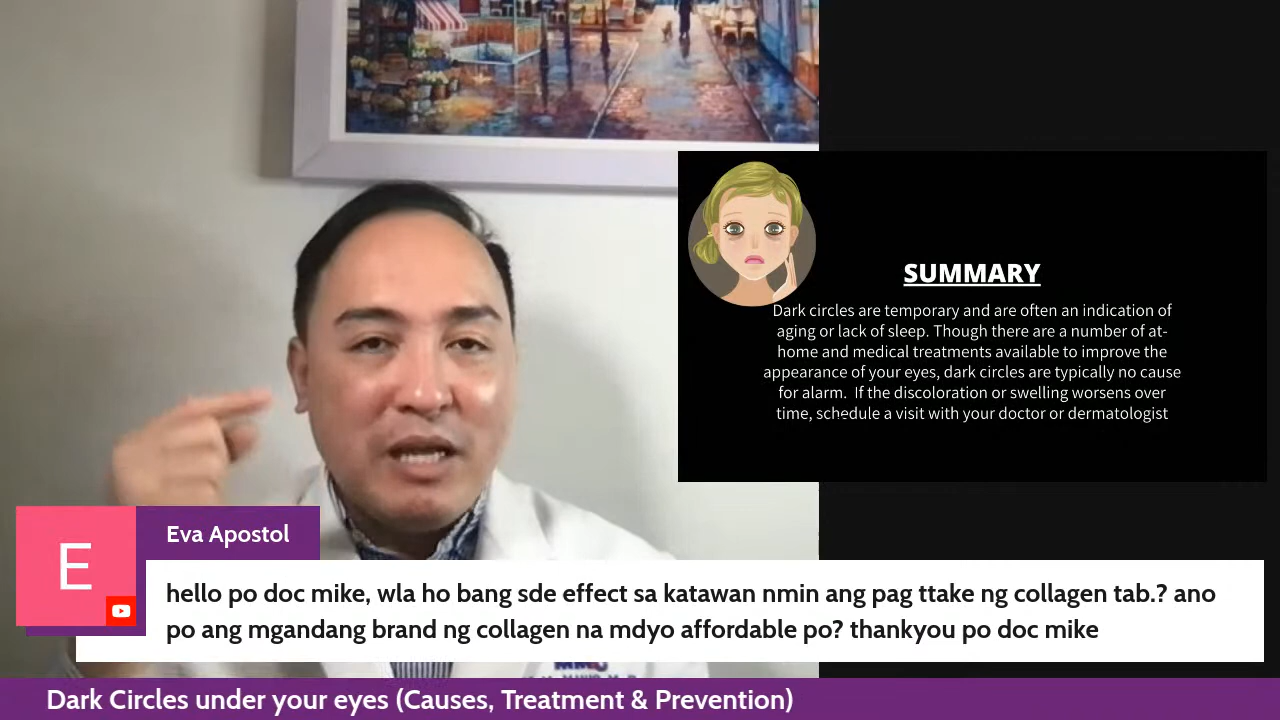 SUMMARY
Dark circles are temporary and are often an indication of
aging or lack of sleep. Though there are a number of at-
home and medical treatments available to improve the
appearance of your eyes, dark circles are typically no cause
for alarm. If the discoloration or swelling worsens over
time, schedule a visit with your doctor or dermatologist
E
Eva Apostol
hello po doc mike, wla ho bang sde effect sa katawan nmin ang pag ttake ng collagen tab.? ano
po ang mgandang brand ng collagen na mdyo affordable po? thankyou po doc mike
Dark Circles under your eyes (Causes, Treatment & Prevention)